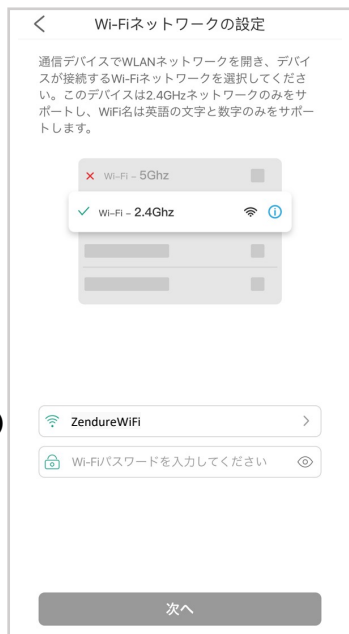 Wi-Fiネットワークの設定
通信デバイスでWLANネットワークを開き、デバイ
スが接続するWi-Fiネットワークを選択してくださ
い。このデバイスは2.4GHzネットワークのみをサ
ポートし、WiFi名は英語の文字と数字のみをサポー
トします。
Wi-Fi – 5Ghz
Wi-Fi – 2.4Ghz
ZendureWiFi
Wi-Fiパスワードを入力してください
次へ